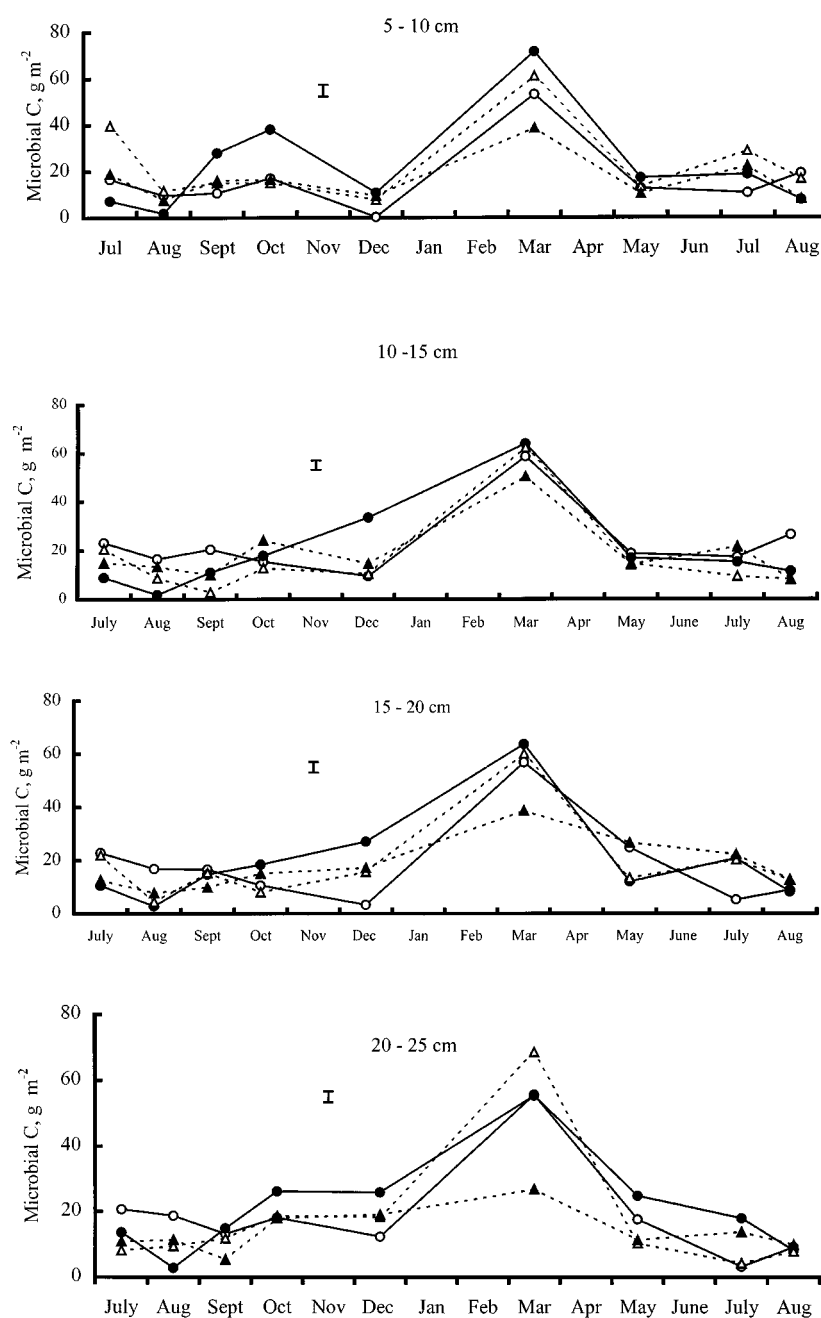 5 - 10 cm
80
60
40
20
0
Microbial C, g m⁻²
Jul Aug Sept Oct Nov Dec Jan Feb Mar Apr May Jun Jul Aug
10 -15 cm
80
60
40
20
0
Microbial C, g m⁻²
July Aug Sept Oct Nov Dec Jan Feb Mar Apr May June July Aug
15 - 20 cm
80
60
40
20
0
Microbial C, g m⁻²
July Aug Sept Oct Nov Dec Jan Feb Mar Apr May June July Aug
20 - 25 cm
80
60
40
20
0
Microbial C, g m⁻²
July Aug Sept Oct Nov Dec Jan Feb Mar Apr May June July Aug